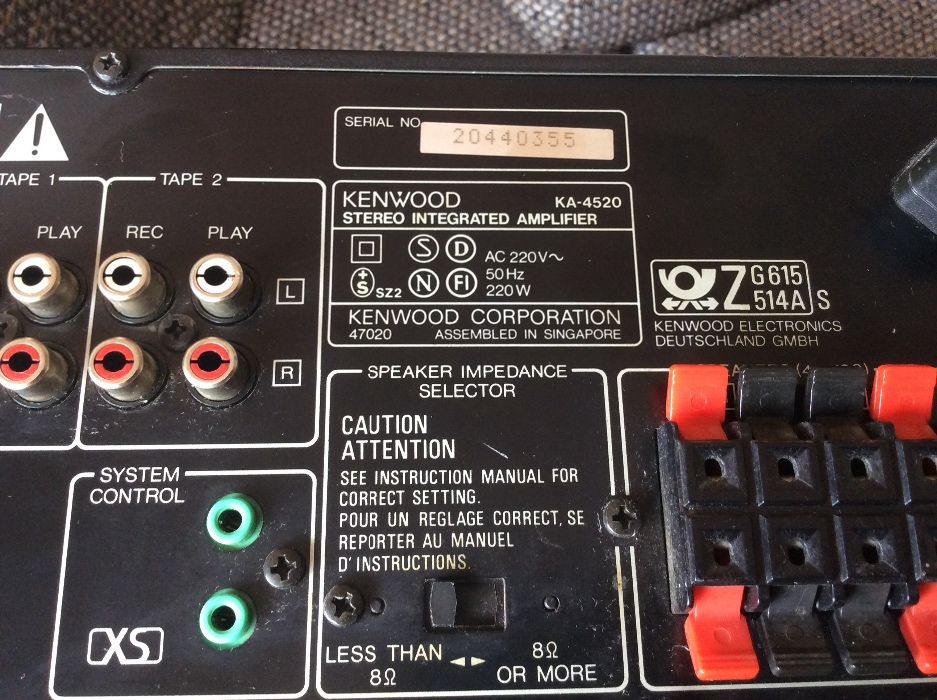 SERIAL NO.
20440355
KENWOOD KA-4520
STEREO INTEGRATED AMPLIFIER
S D
AC 220V~
50Hz
220W
S SZ2 N FI
KENWOOD CORPORATION
47020 ASSEMBLED IN SINGAPORE
Z G615
514A S
KENWOOD ELECTRONICS
DEUTSCHLAND GMBH
TAPE 1
PLAY
TAPE 2
REC PLAY
L
R
SYSTEM
CONTROL
XS
SPEAKER IMPEDANCE
SELECTOR
CAUTION
ATTENTION
SEE INSTRUCTION MANUAL FOR
CORRECT SETTING.
POUR UN REGLAGE CORRECT, SE
REPORTER AU MANUEL
D'INSTRUCTIONS.
LESS THAN
8Ω
8Ω
OR MORE